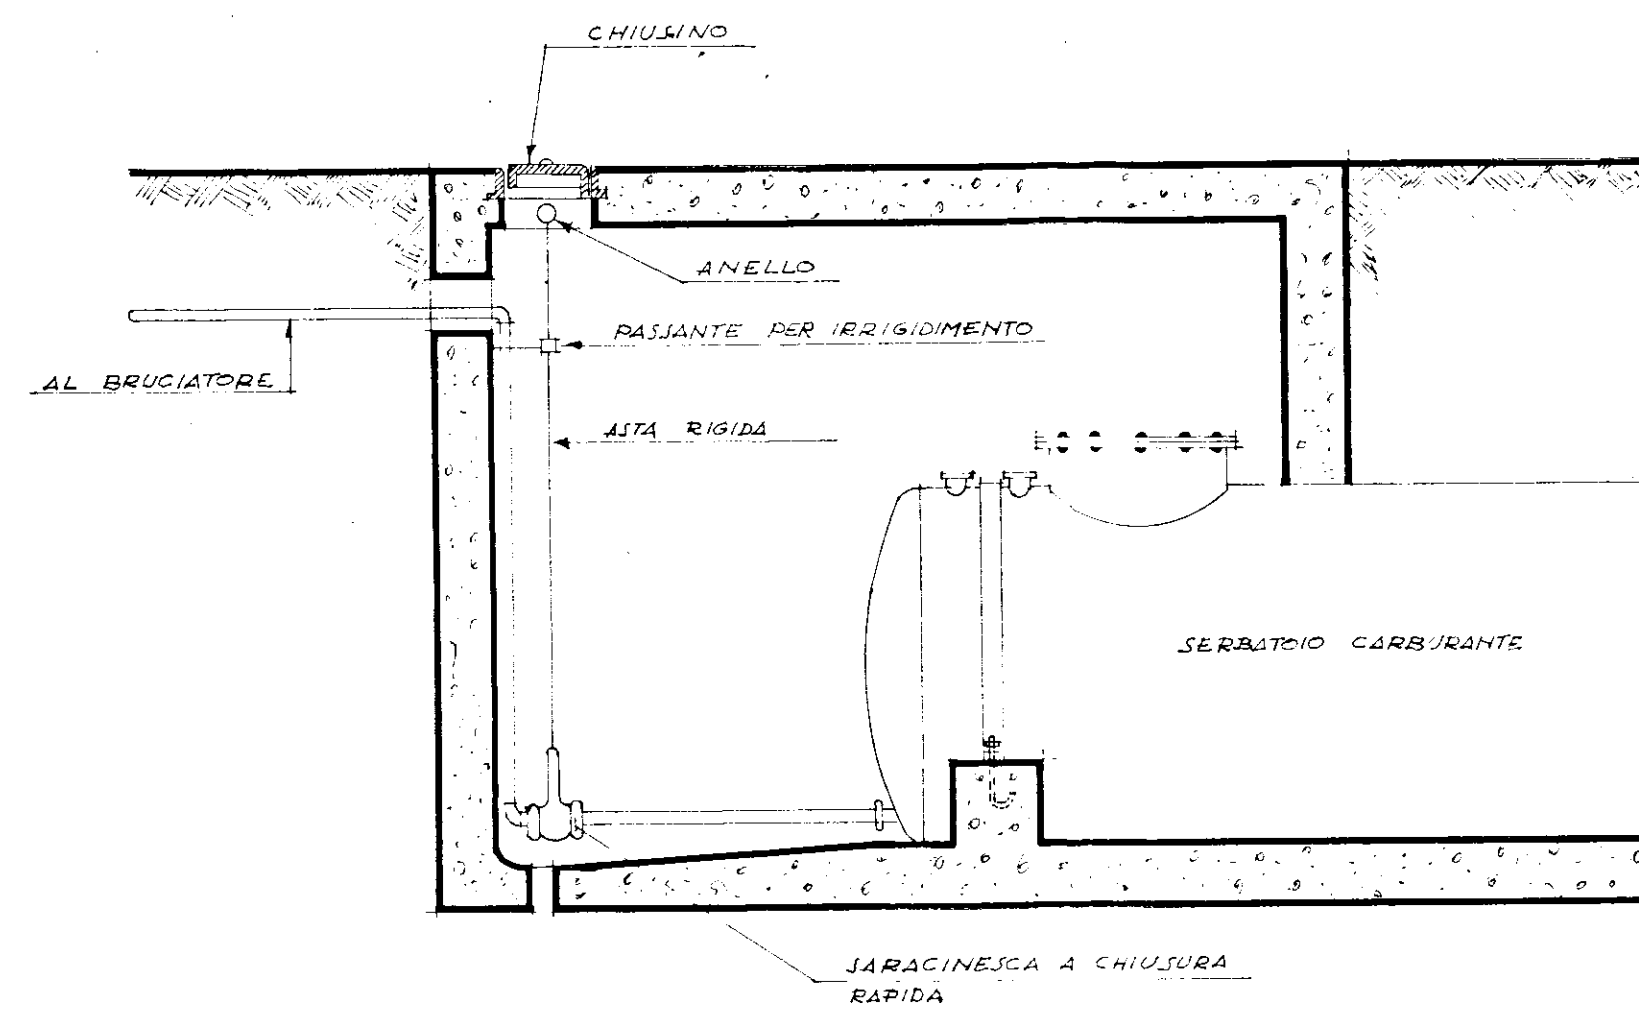 CHIUSINO
ANELLO
PASSANTE PER IRRIGIDIMENTO
AL BRUCIATORE
ASTA RIGIDA
SERBATOIO CARBURANTE
SARACINESCA A CHIUSURA
RAPIDA